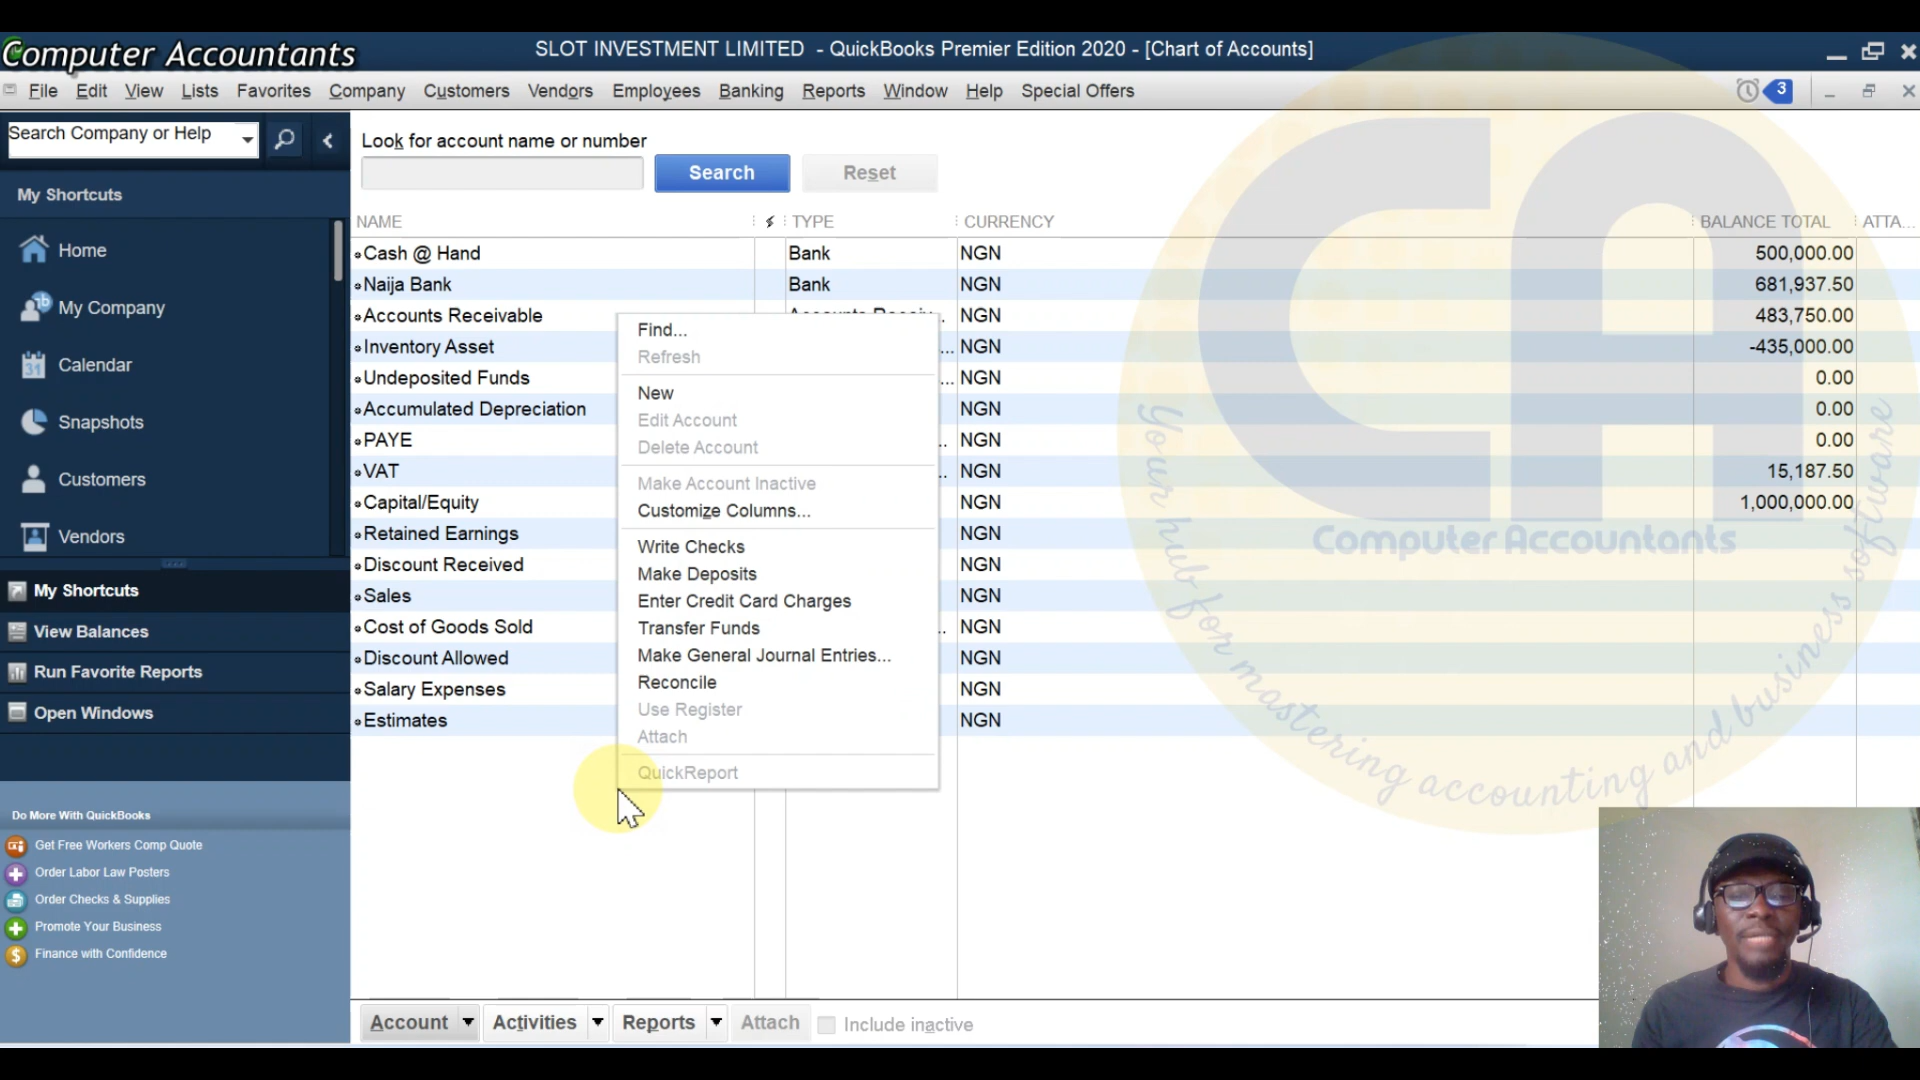 Computer Accountants
SLOT INVESTMENT LIMITED - QuickBooks Premier Edition 2020 - [Chart of Accounts]
File Edit View Lists Favorites Company Customers Vendors Employees Banking Reports Window Help Special Offers
3
Search Company or Help
My Shortcuts
Home
My Company
31
Calendar
Snapshots
Customers
Vendors
My Shortcuts
View Balances
Run Favorite Reports
Open Windows
Do More With QuickBooks
Get Free Workers Comp Quote
Order Labor Law Posters
Order Checks & Supplies
Promote Your Business
Finance with Confidence
Look for account name or number
Search Reset
NAME TYPE CURRENCY BALANCE TOTAL ATTA...
Cash @ Hand Bank NGN 500,000.00
Naija Bank Bank NGN 681,937.50
Accounts Receivable NGN 483,750.00
Inventory Asset ... NGN -435,000.00
Undeposited Funds ... NGN 0.00
Accumulated Depreciation NGN 0.00
PAYE NGN 0.00
VAT NGN 15,187.50
Capital/Equity NGN 1,000,000.00
Retained Earnings NGN
Discount Received NGN
Sales NGN
Cost of Goods Sold NGN
Discount Allowed NGN
Salary Expenses NGN
Estimates NGN
Find...
Refresh
New
Edit Account
Delete Account
Make Account Inactive
Customize Columns...
Write Checks
Make Deposits
Enter Credit Card Charges
Transfer Funds
Make General Journal Entries...
Reconcile
Use Register
Attach
QuickReport
CA
Computer Accountants
your hub for mastering accounting and business software
Account Activities Reports Attach Include inactive